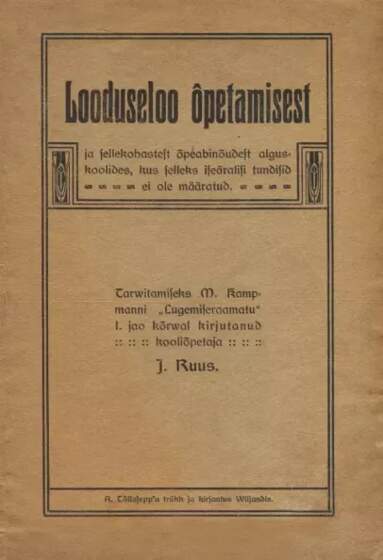 Looduseloo õpetamisest
ja sellekohastest õpeabinõudest algus-
koolides, kus selleks iseäralisi tundisid
ei ole määratud.
Tarwitamiseks M. Kamp-
manni „Lugemiseraamatu"
I. jao kõrwal kirjutanud
:: :: :: kooliõpetaja :: :: ::
J. Ruus.
A. Tõllasepp'a trükk ja kirjastus Wiljandis.